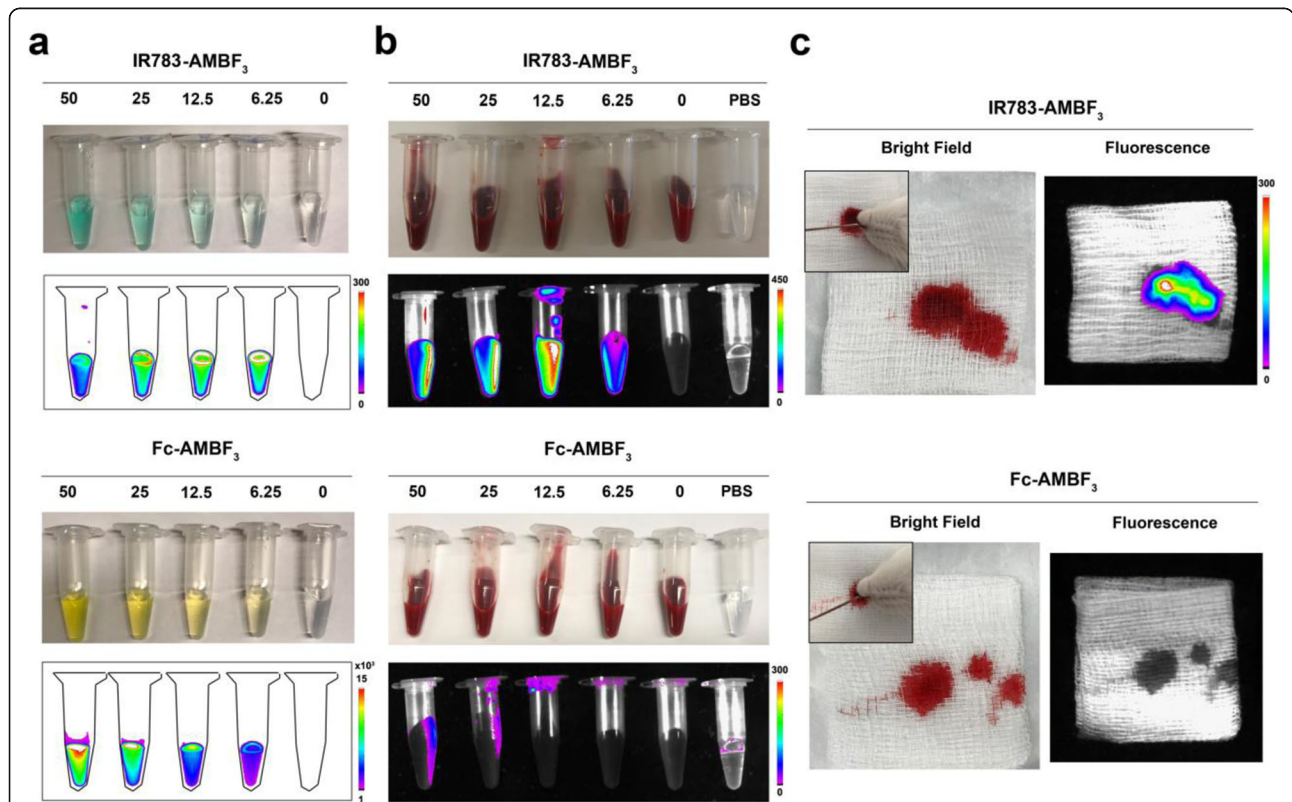 a
IR783-AMBF₃
50 25 12.5 6.25 0
300
0
Fc-AMBF₃
50 25 12.5 6.25 0
x10³
15
1
b
IR783-AMBF₃
50 25 12.5 6.25 0 PBS
450
0
Fc-AMBF₃
50 25 12.5 6.25 0 PBS
300
0
c
IR783-AMBF₃
Bright Field Fluorescence
300
0
Fc-AMBF₃
Bright Field Fluorescence